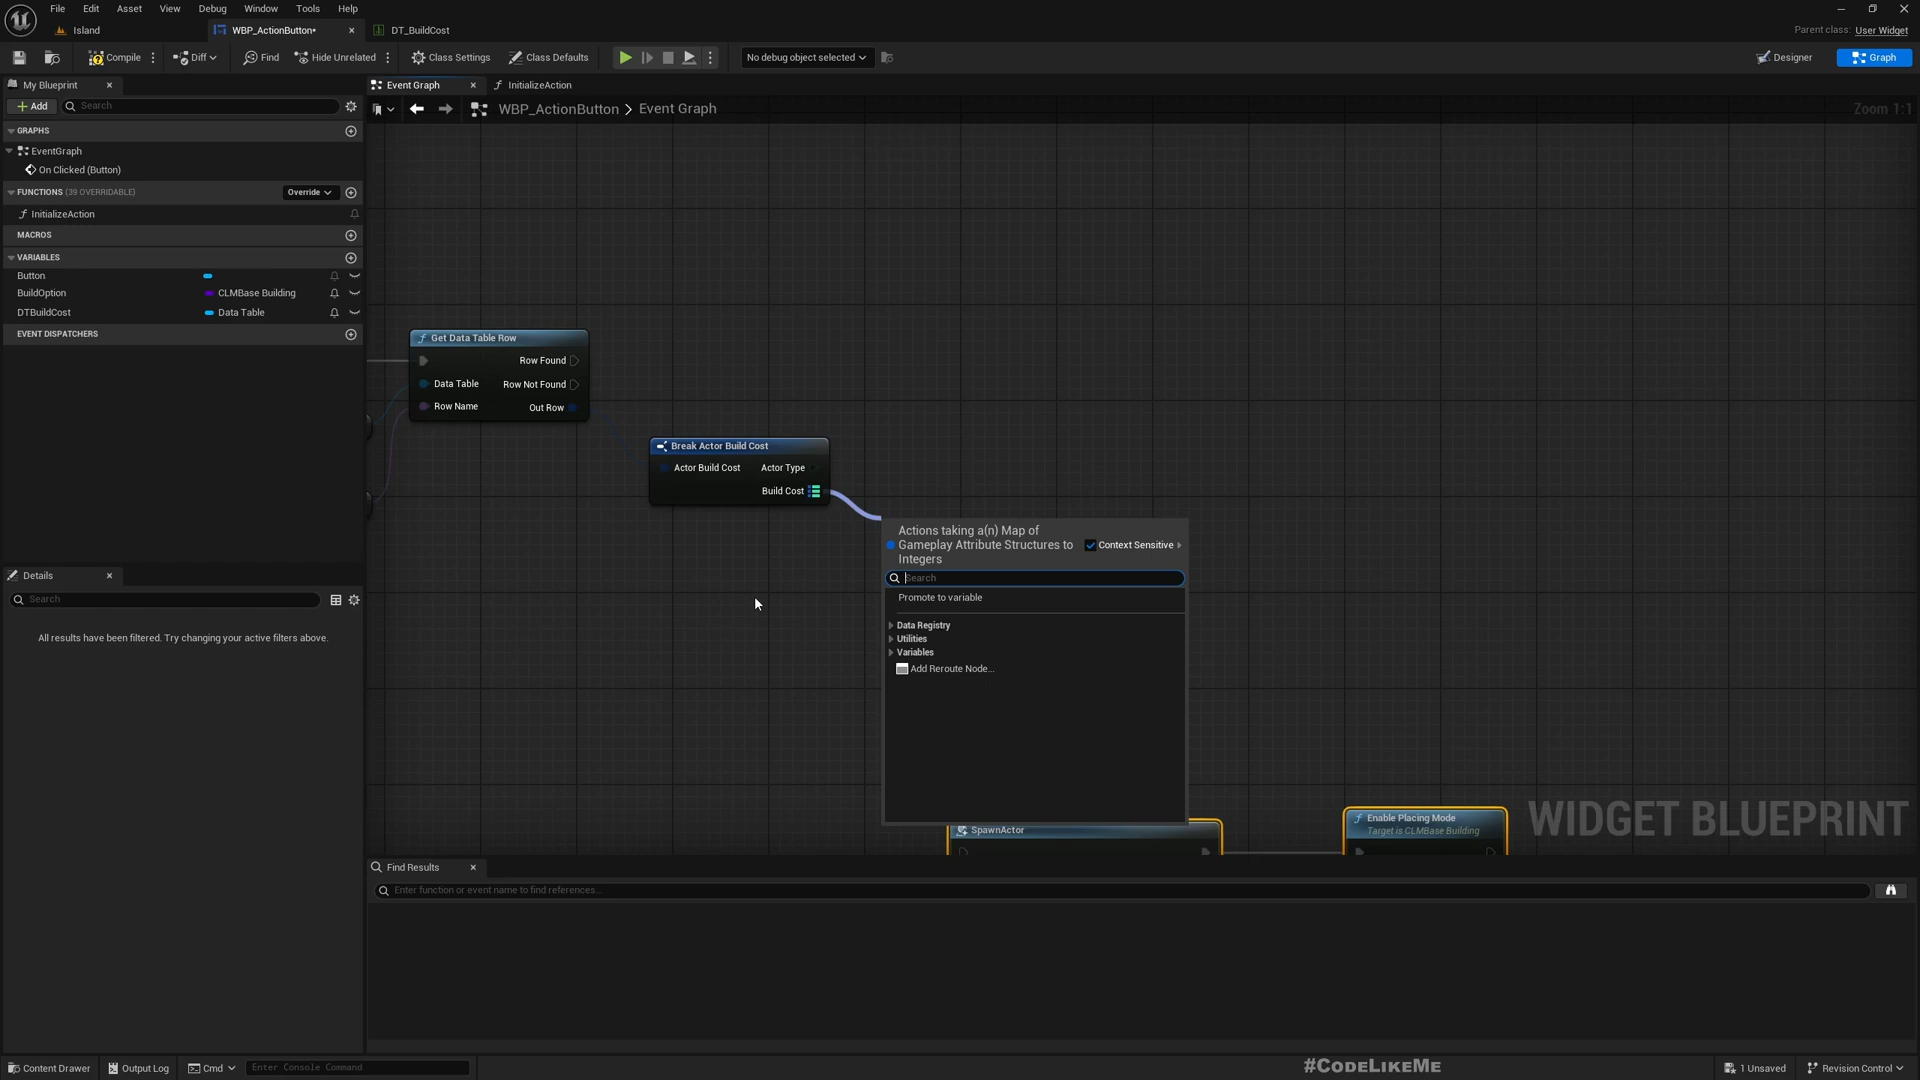 File Edit Asset View Window Debug Tools Help
Island
WBP_ActionButton*
DT_BuildCost
Parent class: User Widget
Compile
Diff
Find
Hide Unrelated
Class Settings
Class Defaults
No debug object selected
Designer
Graph
My Blueprint
Add
Search
GRAPHS
EventGraph
On Clicked (Button)
FUNCTIONS (39 OVERRIDABLE)
Override
InitializeAction
MACROS
VARIABLES
Button
BuildOption
CLMBase Building
DTBuildCost
Data Table
EVENT DISPATCHERS
Details
Search
All results have been filtered. Try changing your active filters above.
Event Graph
InitializeAction
WBP_ActionButton > Event Graph
Zoom 1:1
Get Data Table Row
Row Found
Data Table
Row Not Found
Row Name
Out Row
Break Actor Build Cost
Actor Build Cost
Actor Type
Build Cost
Actions taking a(n) Map of
Gameplay Attribute Structures to
Integers
Context Sensitive
Search
Promote to variable
Data Registry
Utilities
Variables
Add Reroute Node...
SpawnActor
Enable Placing Mode
Target is CLMBase Building
WIDGET BLUEPRINT
Find Results
Enter function or event name to find references...
Content Drawer
Output Log
Cmd
Enter Console Command
#CODELIKEME
1 Unsaved
Revision Control